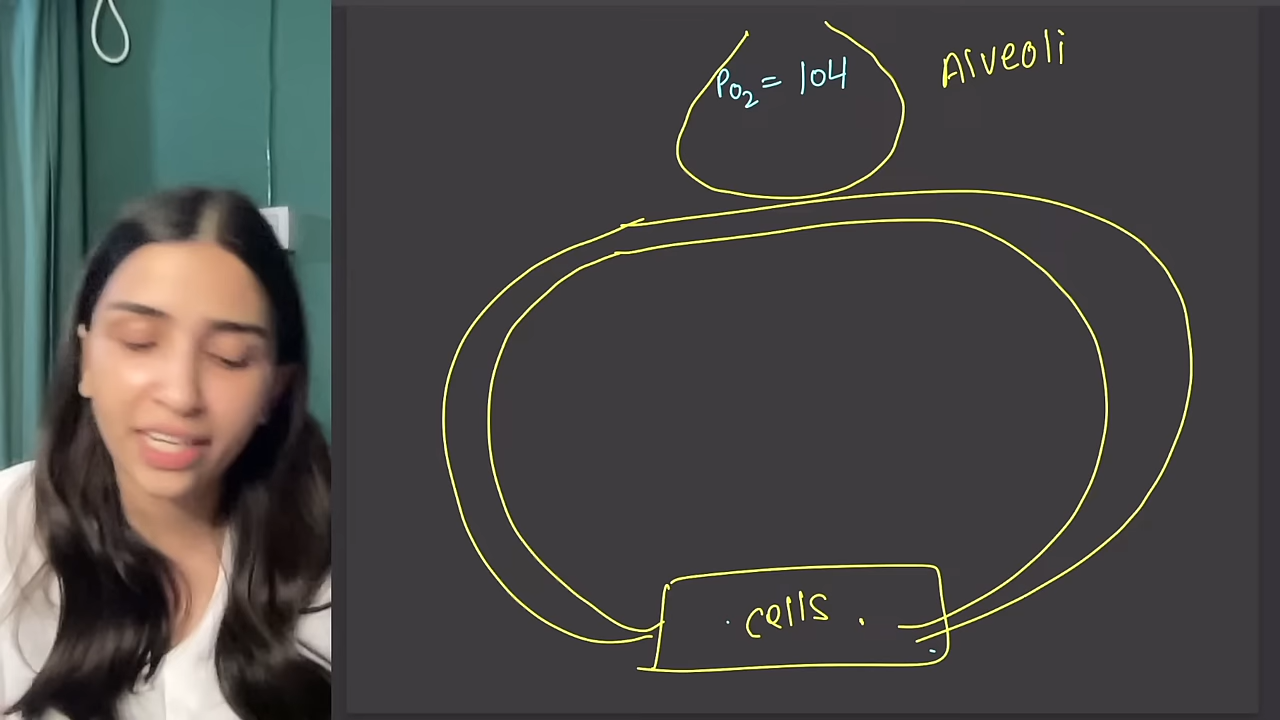 PO₂ = 104
Alveoli
cells